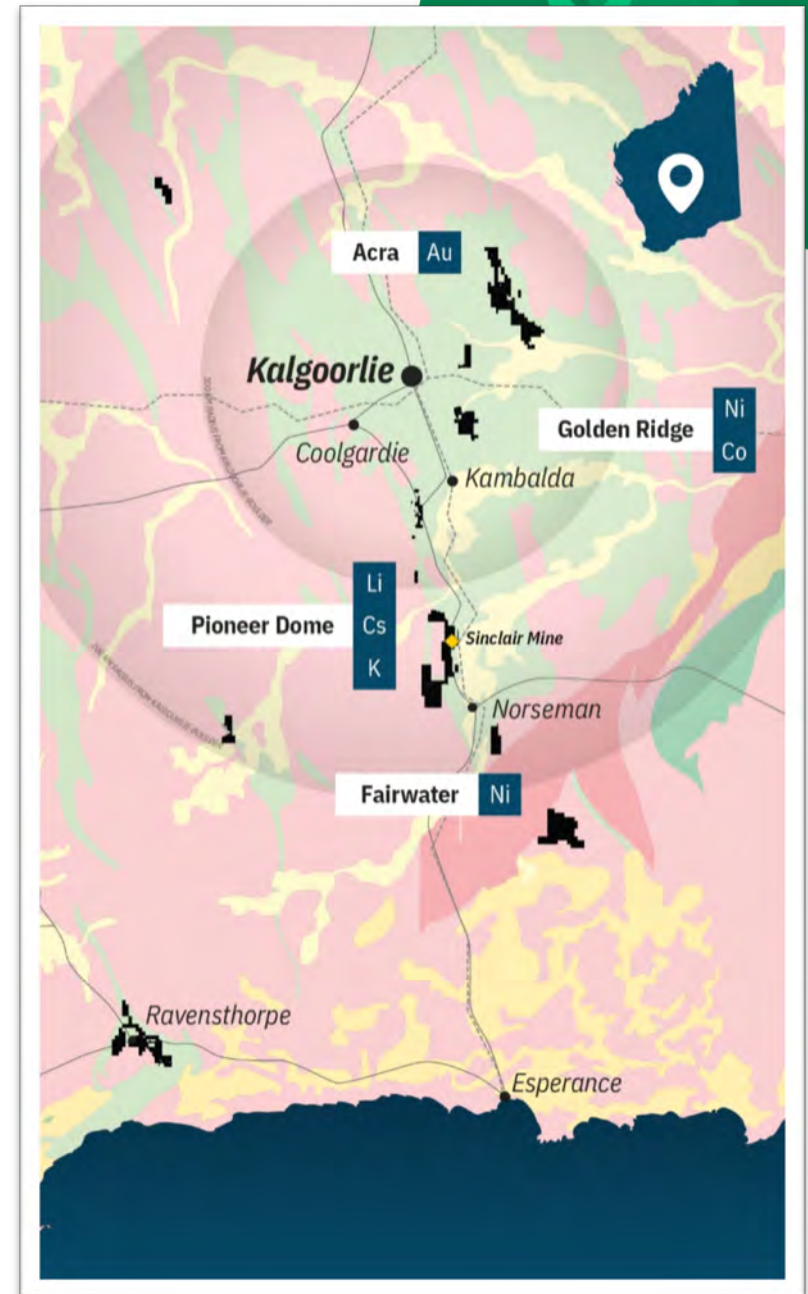 Acra Au
Kalgoorlie
Ni
Golden Ridge
Co
Coolgardie
Kambalda
Li
Pioneer Dome Cs
K
Sinclair Mine
Norseman
Fairwater Ni
Ravensthorpe
Esperance